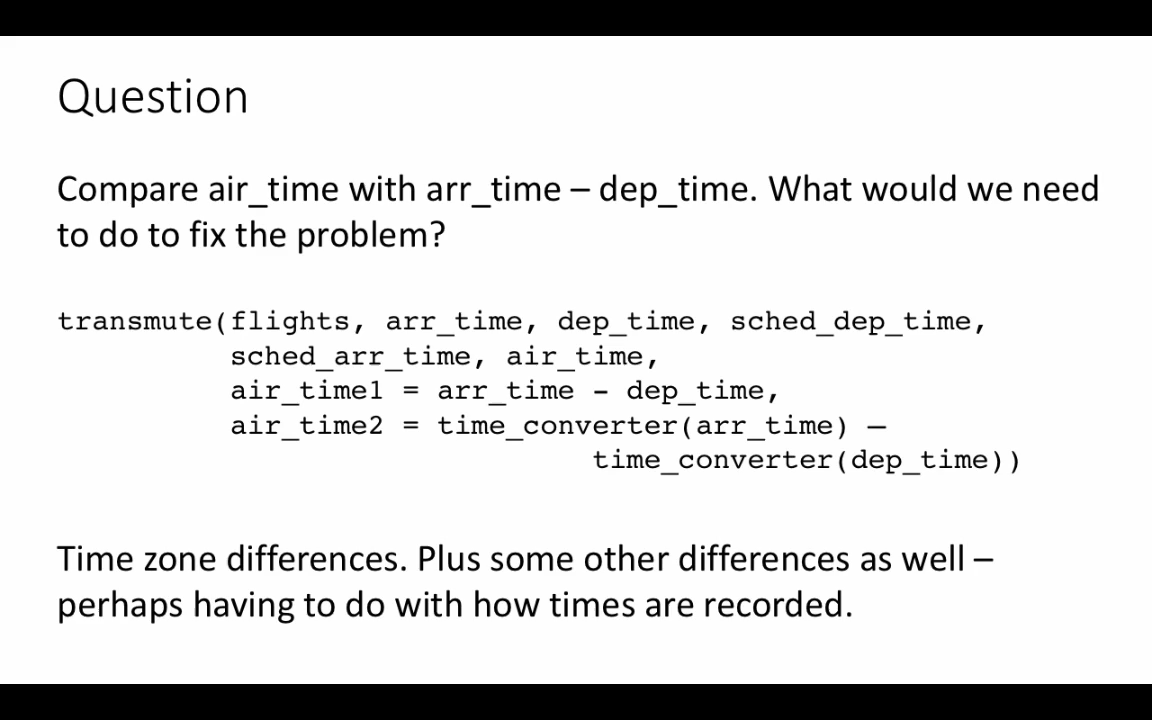 Question
Compare air_time with arr_time – dep_time. What would we need
to do to fix the problem?
transmute(flights, arr_time, dep_time, sched_dep_time,
sched_arr_time, air_time,
air_time1 = arr_time - dep_time,
air_time2 = time_converter(arr_time) –
time_converter(dep_time))
Time zone differences. Plus some other differences as well –
perhaps having to do with how times are recorded.